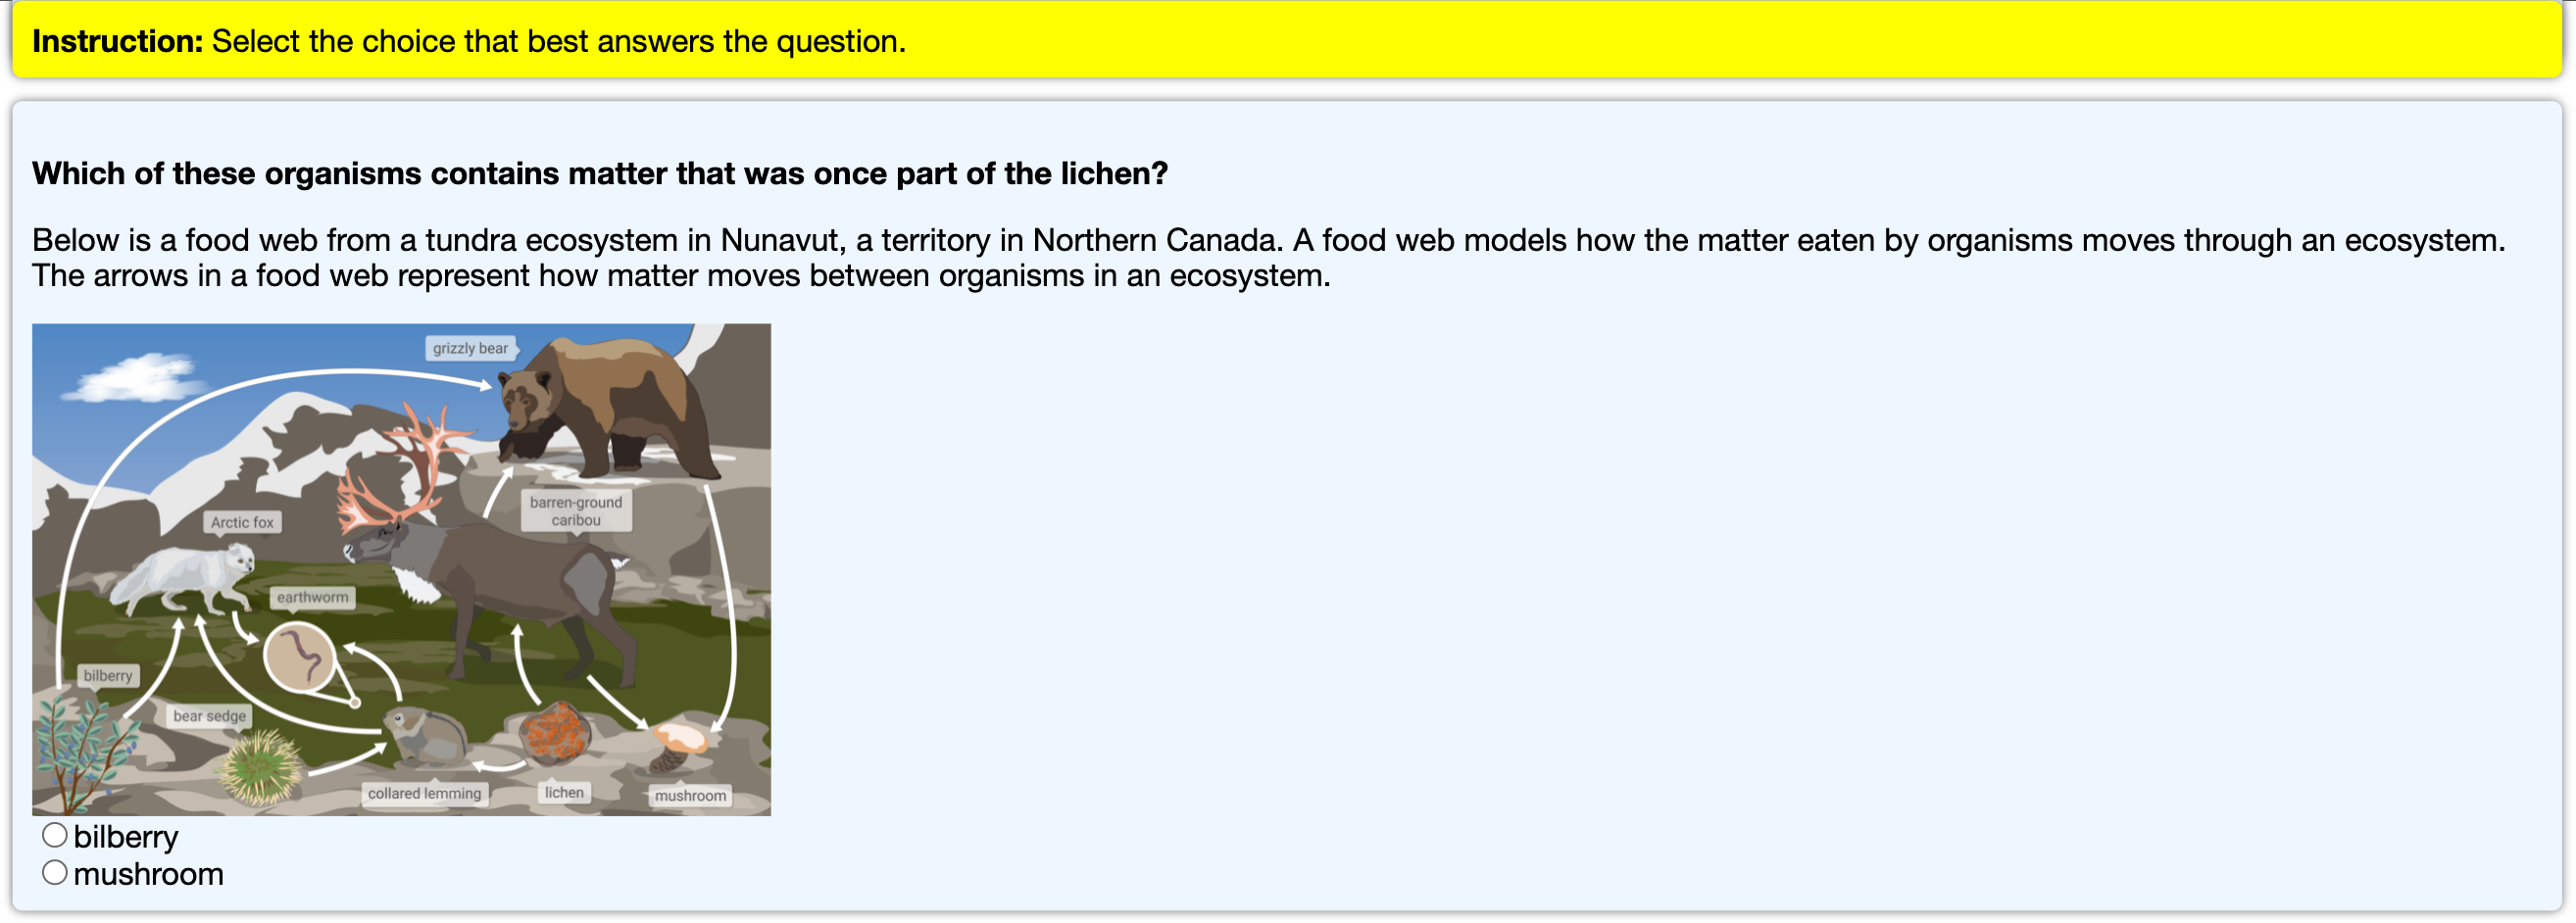 Instruction: Select the choice that best answers the question.
Which of these organisms contains matter that was once part of the lichen?
Below is a food web from a tundra ecosystem in Nunavut, a territory in Northern Canada. A food web models how the matter eaten by organisms moves through an ecosystem.
The arrows in a food web represent how matter moves between organisms in an ecosystem.
grizzly bear
barren-ground
caribou
Arctic fox
earthworm
bilberry
bear sedge
collared lemming
lichen
mushroom
bilberry
mushroom